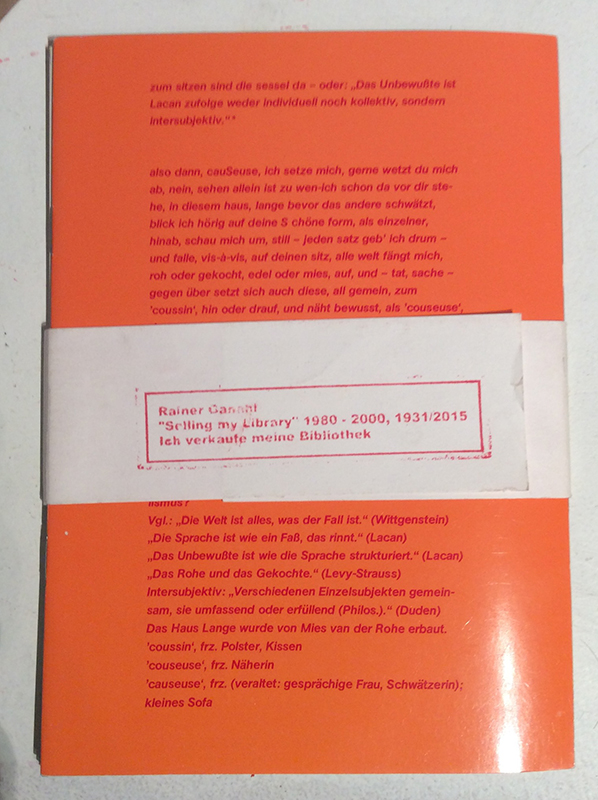 zum sitzen sind die sessel da – oder: „Das Unbewußte ist
Lacan zufolge weder individuell noch kollektiv, sondern
intersubjektiv.“*
also dann, cauSeuse, ich setze mich, gerne wetzt du mich
ab, nein, sehen allein ist zu wen-ich schon da vor dir ste-
he, in diesem haus, lange bevor das andere schwätzt,
blick ich hörig auf deine S chöne form, als einzelner,
hinab, schau mich um, still – jeden satz geb' ich drum –
und falle, vis-à-vis, auf deinen sitz, alle welt fängt mich,
roh oder gekocht, edel oder mies, auf, und – tat, sache –
gegen über setzt sich auch diese, all gemein, zum
'coussin‘, hin oder drauf, und näht bewusst, als 'couseuse‘,
Rainer Ganahl
"Selling my Library" 1980 - 2000, 1931/2015
Ich verkaufe meine Bibliothek
lismus?
Vgl.: „Die Welt ist alles, was der Fall ist.“ (Wittgenstein)
„Die Sprache ist wie ein Faß, das rinnt.“ (Lacan)
„Das Unbewußte ist wie die Sprache strukturiert.“ (Lacan)
„Das Rohe und das Gekochte.“ (Levy-Strauss)
Intersubjektiv: „Verschiedenen Einzelsubjekten gemein-
sam, sie umfassend oder erfüllend (Philos.).“ (Duden)
Das Haus Lange wurde von Mies van der Rohe erbaut.
'coussin‘, frz. Polster, Kissen
'couseuse‘, frz. Näherin
'causeuse‘, frz. (veraltet: gesprächige Frau, Schwätzerin);
kleines Sofa